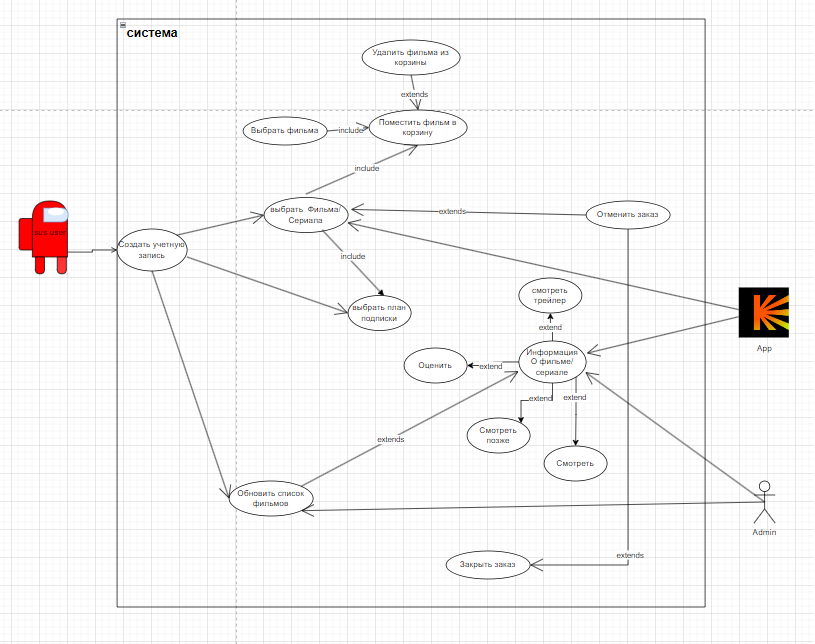 система
Удалить фильма из
корзины
extends
Поместить фильм в
корзину
Выбрать фильма
include
include
выбрать Фильма/
Сериала
extends
Отменить заказ
sus user
Создать учетную
запись
include
выбрать план
подписки
смотреть
трейлер
extend
App
Информация
О фильме/
сериале
Оценить
extend
extend
extend
Смотреть
позже
extends
Смотреть
Обновить список
фильмов
Admin
extends
Закрыть заказ